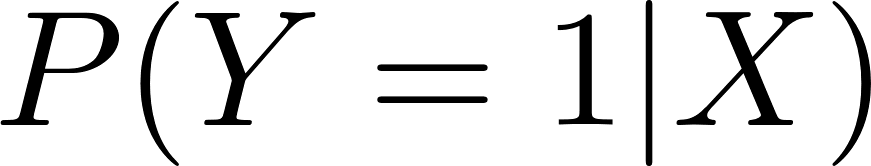 P(Y = 1|X)